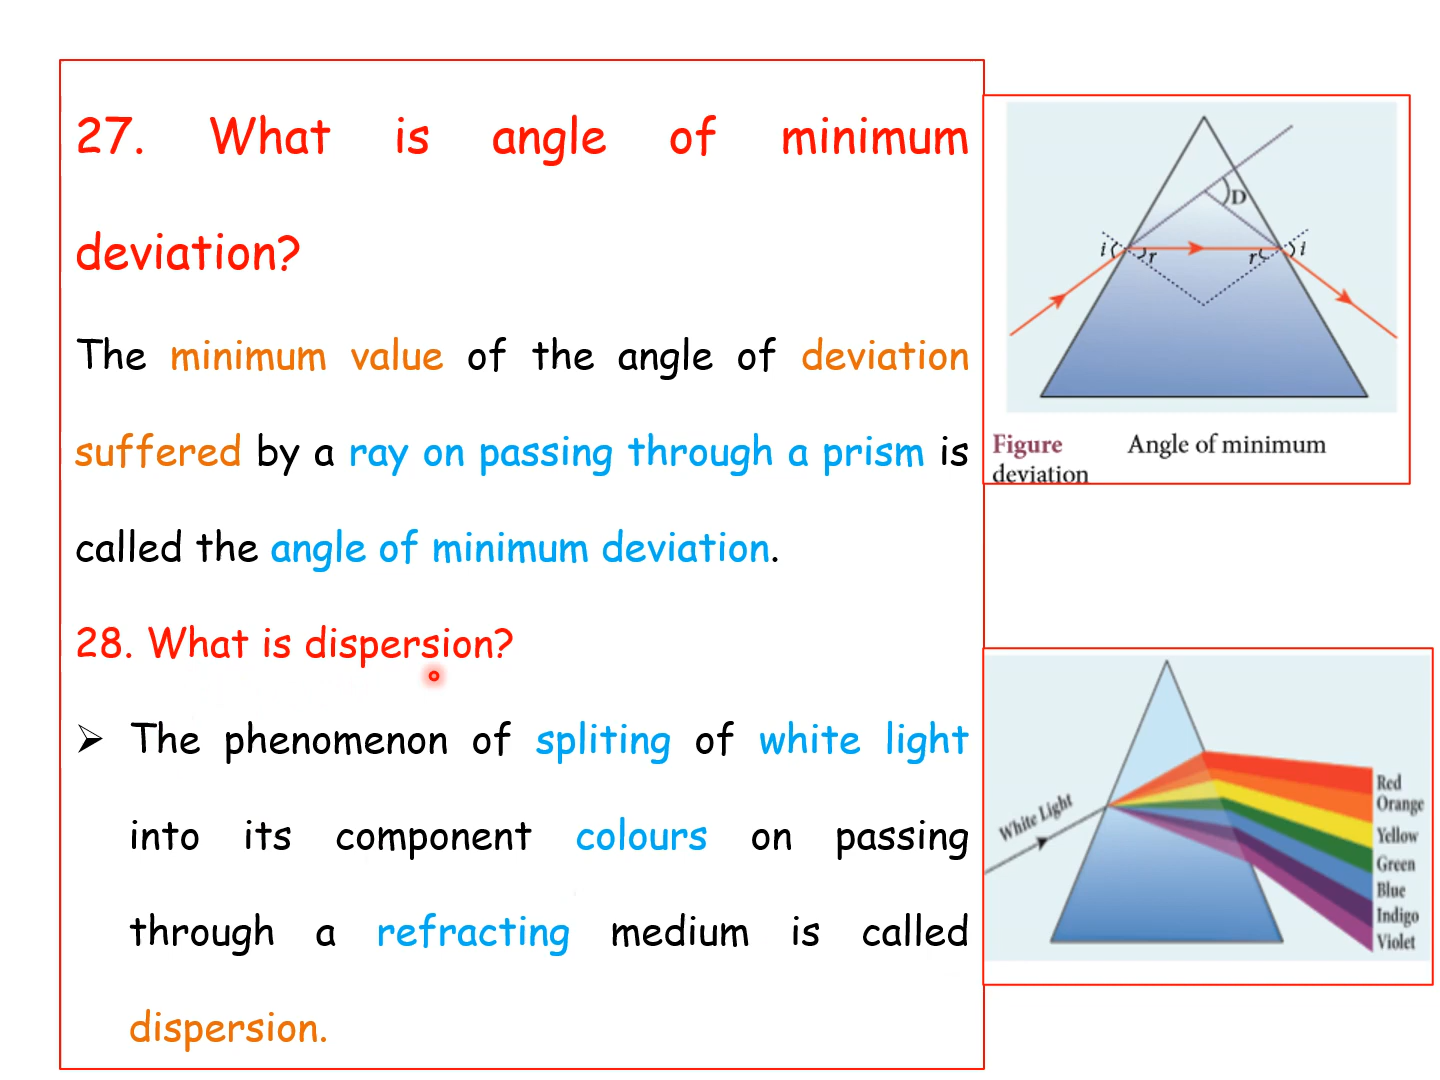 27. What is angle of minimum
deviation?
The minimum value of the angle of deviation
suffered by a ray on passing through a prism is
called the angle of minimum deviation.
28. What is dispersion?
➢ The phenomenon of spliting of white light
into its component colours on passing
through a refracting medium is called
dispersion.
D
i r r i
Figure Angle of minimum
deviation
White Light
Red
Orange
Yellow
Green
Blue
Indigo
Violet